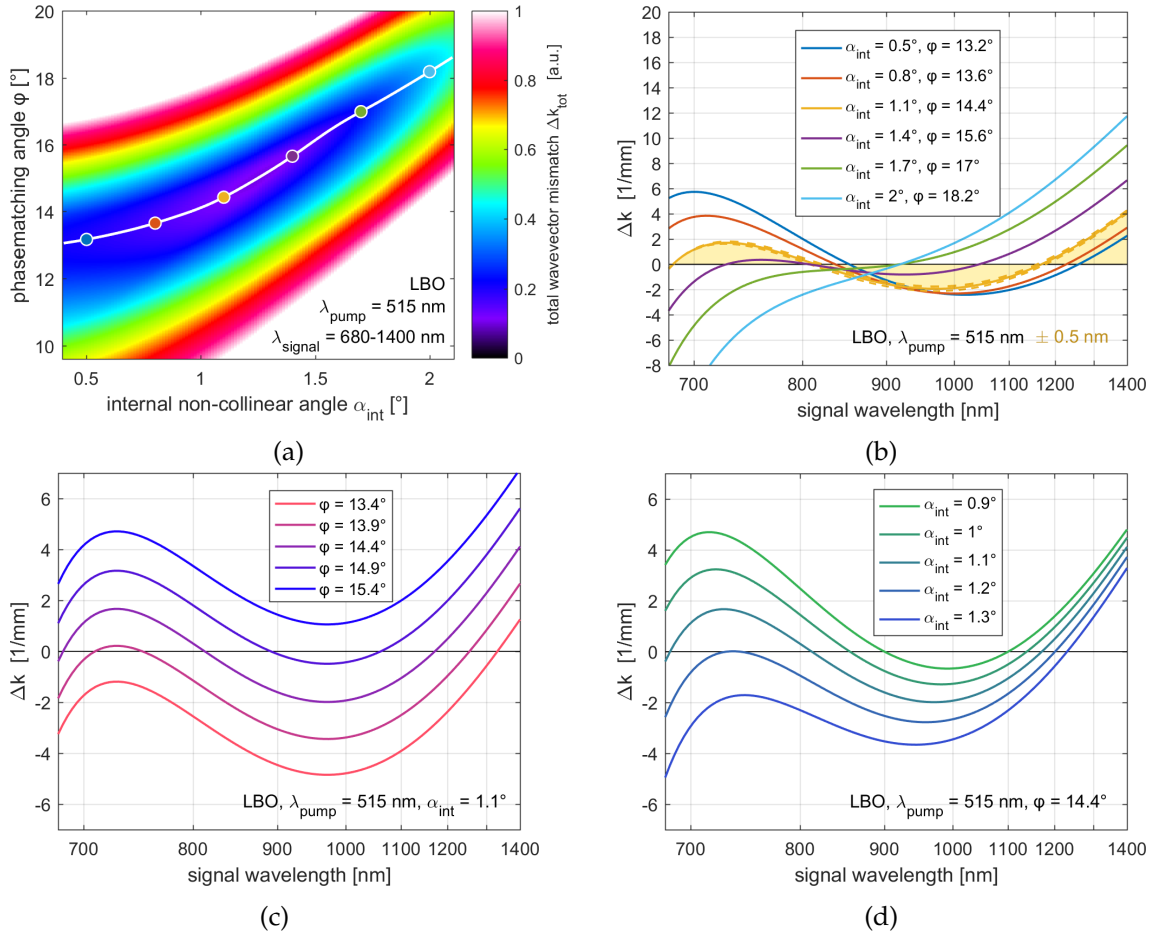 20
18
16
14
12
10
0.5
1
1.5
2
phasematching angle φ [°]
internal non-collinear angle α_int [°]
LBO
λ_pump = 515 nm
λ_signal = 680-1400 nm
1
0.8
0.6
0.4
0.2
0
total wavevector mismatch Δk_tot [a.u.]
(a)
20
18
16
14
12
10
8
6
4
2
0
-2
-4
-6
-8
Δk [1/mm]
α_int = 0.5°, φ = 13.2°
α_int = 0.8°, φ = 13.6°
α_int = 1.1°, φ = 14.4°
α_int = 1.4°, φ = 15.6°
α_int = 1.7°, φ = 17°
α_int = 2°, φ = 18.2°
LBO, λ_pump = 515 nm ± 0.5 nm
700 800 900 1000 1100 1200 1400
signal wavelength [nm]
(b)
6
4
2
0
-2
-4
-6
Δk [1/mm]
φ = 13.4°
φ = 13.9°
φ = 14.4°
φ = 14.9°
φ = 15.4°
LBO, λ_pump = 515 nm, α_int = 1.1°
700 800 900 1000 1100 1200 1400
signal wavelength [nm]
(c)
6
4
2
0
-2
-4
-6
Δk [1/mm]
α_int = 0.9°
α_int = 1°
α_int = 1.1°
α_int = 1.2°
α_int = 1.3°
LBO, λ_pump = 515 nm, φ = 14.4°
700 800 900 1000 1100 1200 1400
signal wavelength [nm]
(d)